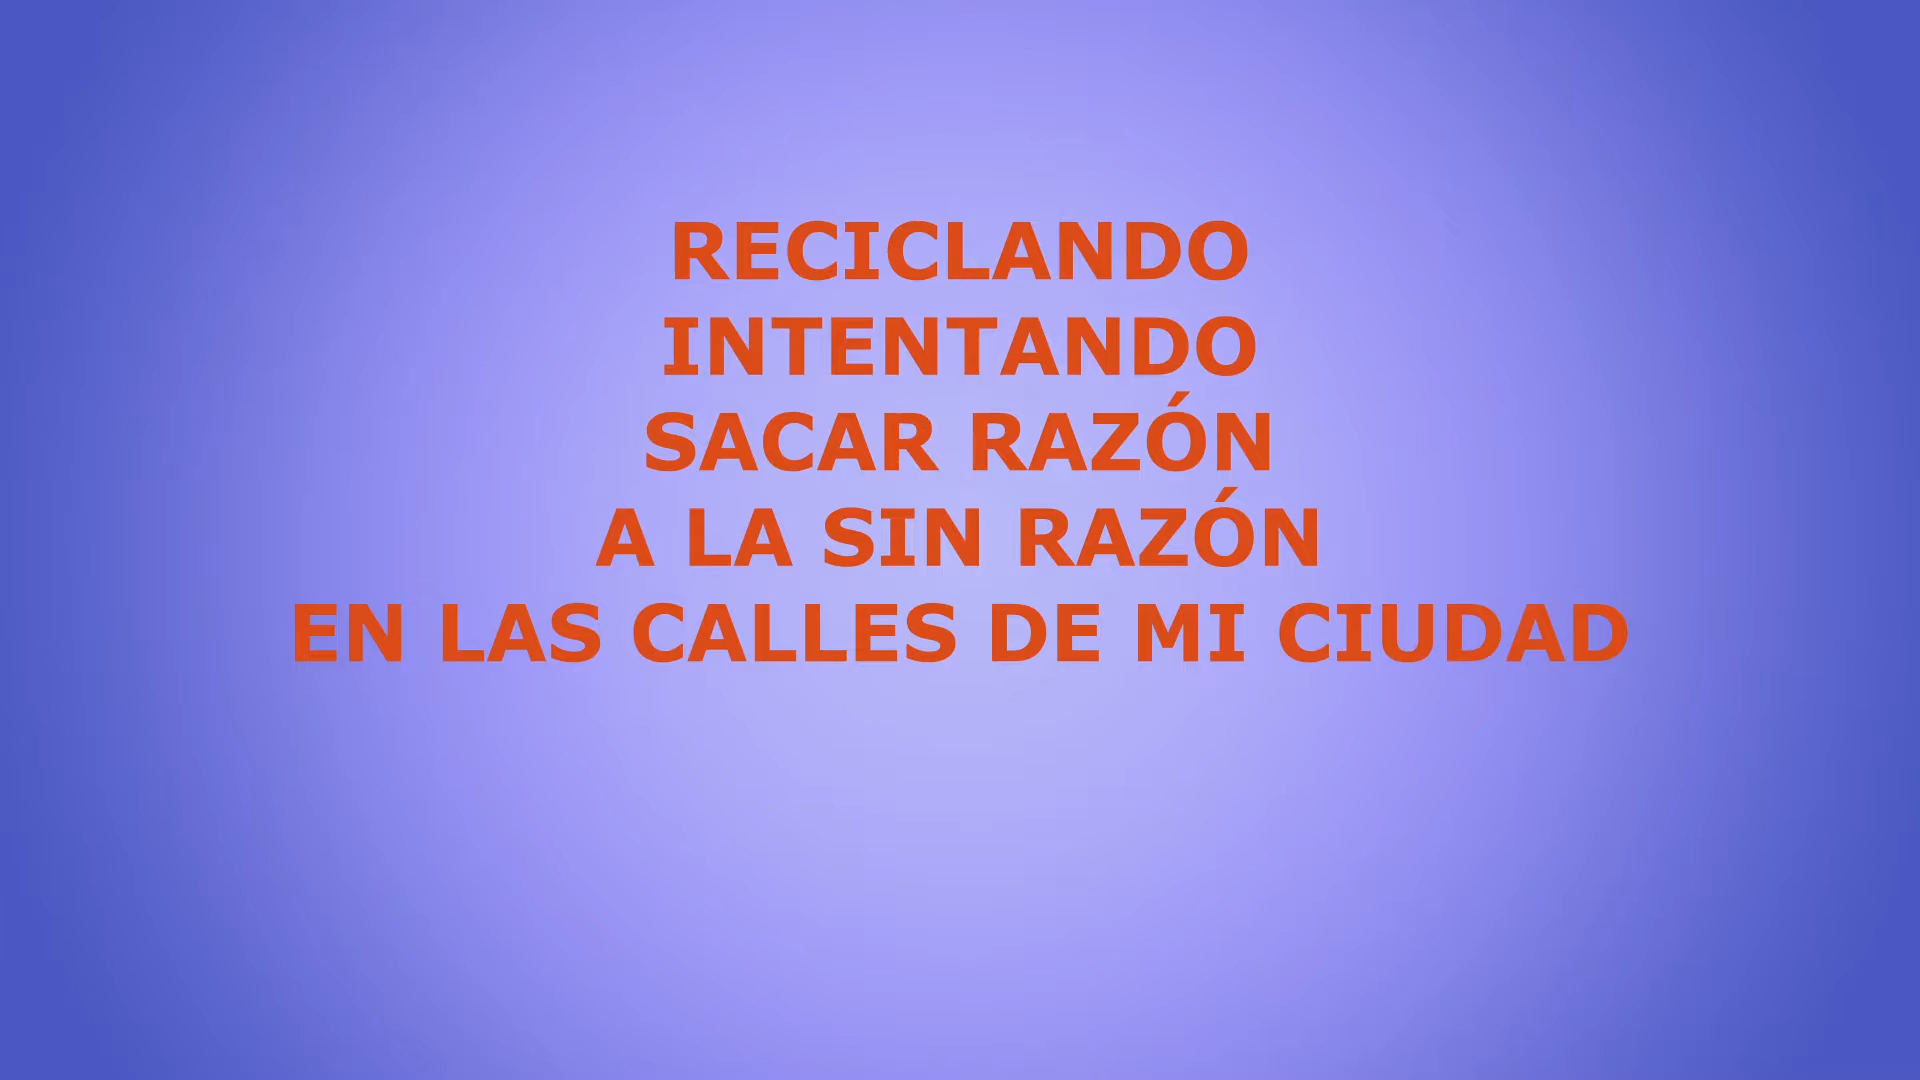 RECICLANDO
INTENTANDO
SACAR RAZÓN
A LA SIN RAZÓN
EN LAS CALLES DE MI CIUDAD